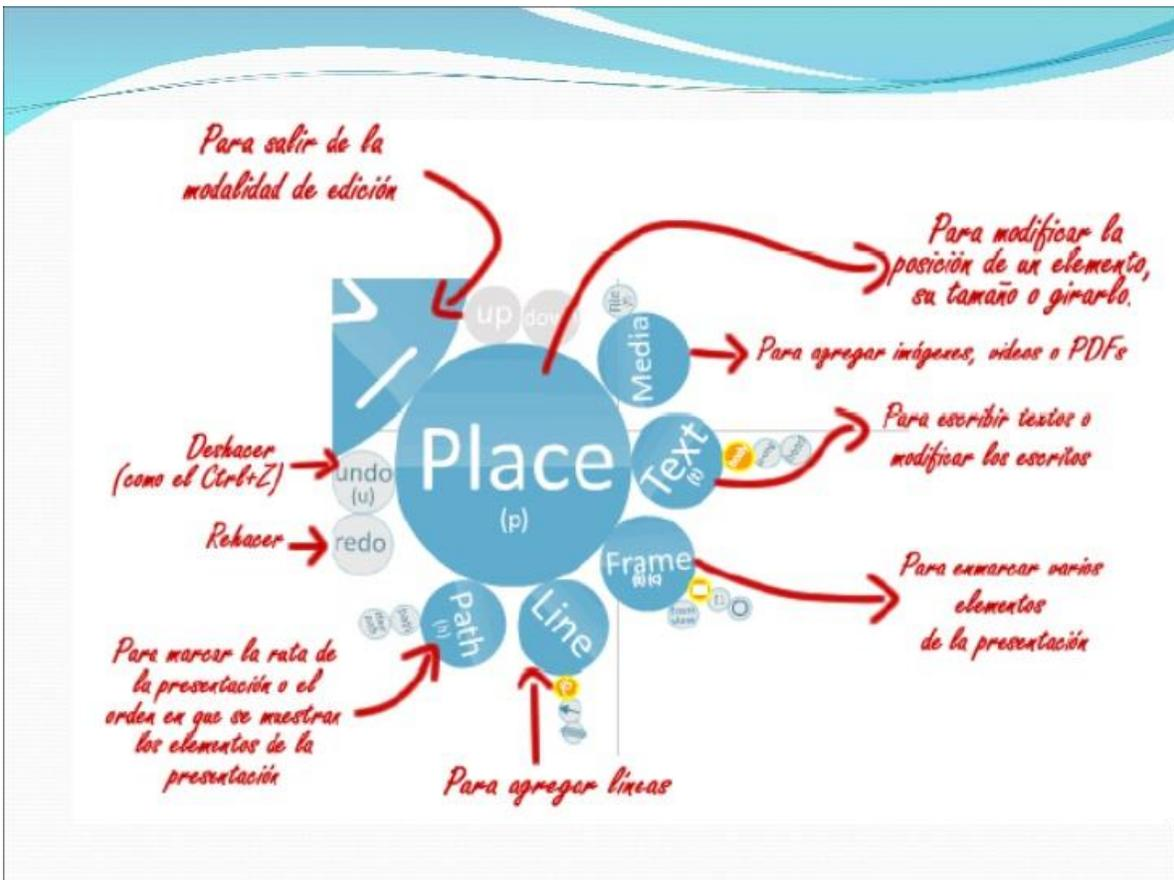 Para salir de la
modalidad de edición
Para modificar la
posición de un elemento,
su tamaño o girarlo.
up
down
Media
Para agregar imágenes, videos o PDFs
Place
(p)
Text
(t)
Para escribir textos o
modificar los escritos
Deshacer
(como el Ctrl+Z)
undo
(u)
Rehacer
redo
Frame
Para enmarcar varios
elementos
de la presentación
Path
(h)
Line
Para marcar la ruta de
la presentación o el
orden en que se muestran
los elementos de la
presentación
Para agregar líneas